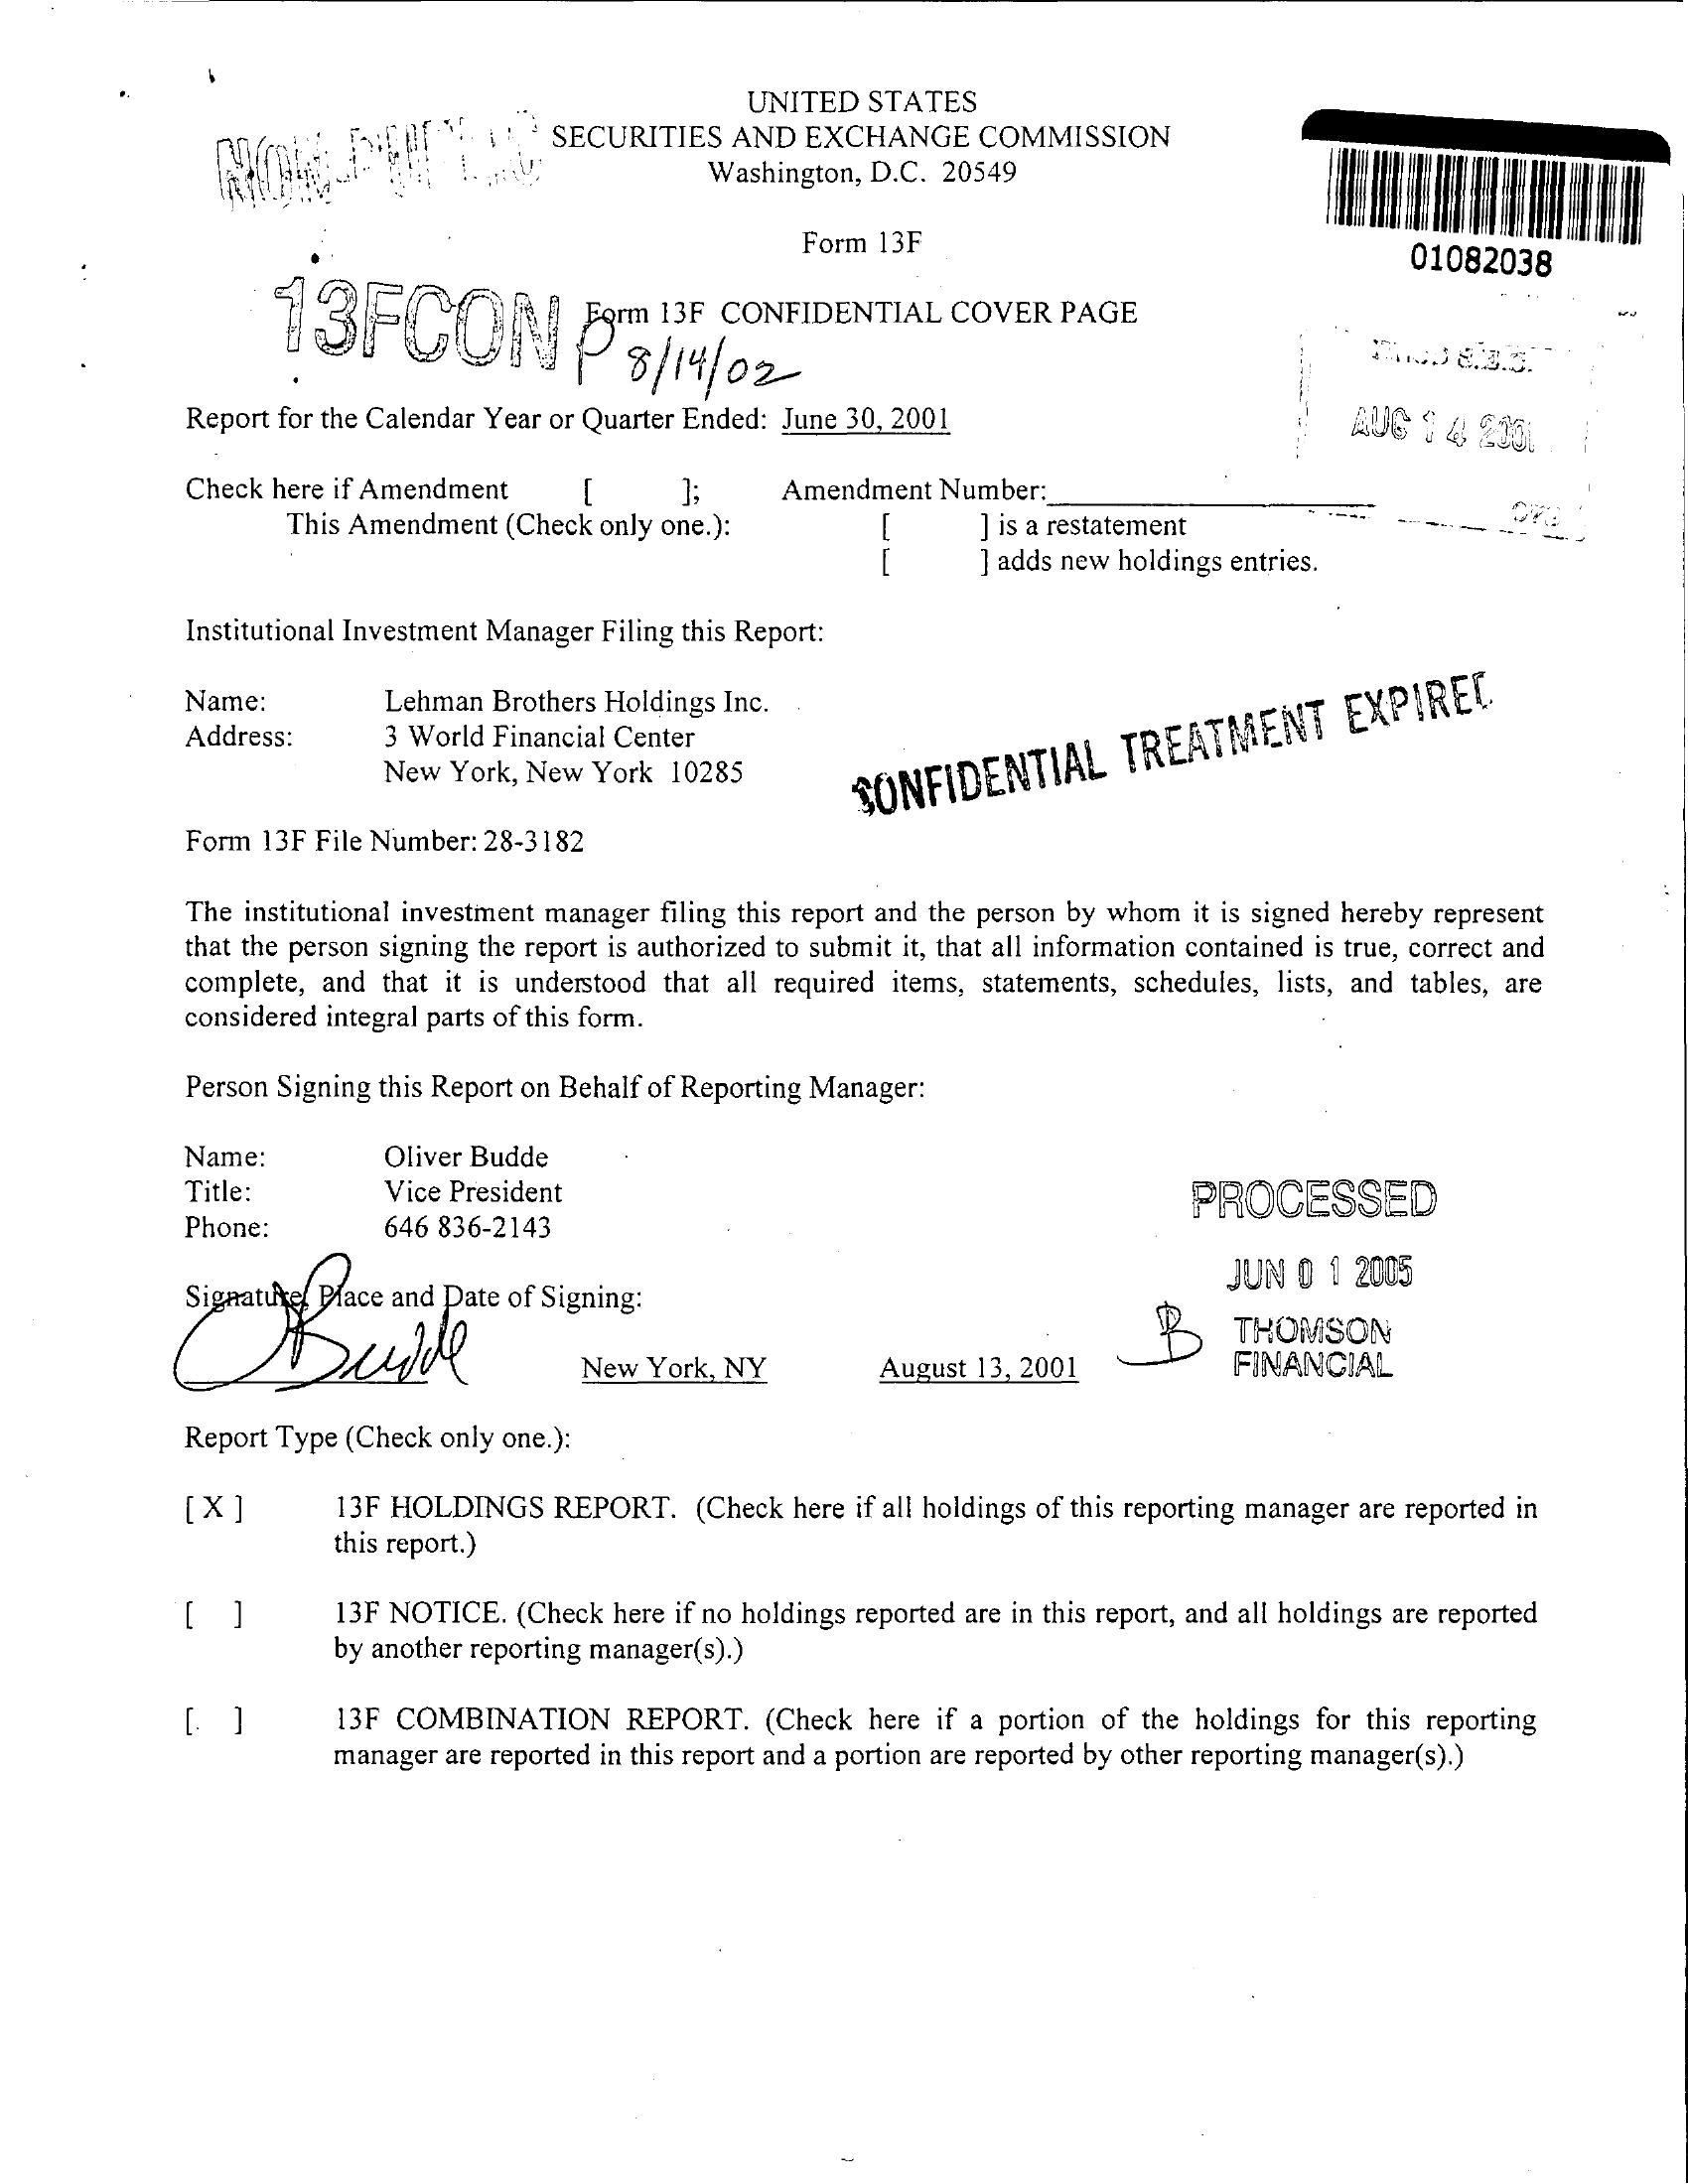 UNITED STATES
SECURITIES AND EXCHANGE COMMISSION
Washington, D.C. 20549
Form 13F
01082038
13FCON
Form 13F CONFIDENTIAL COVER PAGE
P 8/14/02
AUG 14 2001
Report for the Calendar Year or Quarter Ended: June 30, 2001
Check here if Amendment [ ]; Amendment Number:
This Amendment (Check only one.): [ ] is a restatement
[ ] adds new holdings entries.
Institutional Investment Manager Filing this Report:
Name: Lehman Brothers Holdings Inc.
Address: 3 World Financial Center
New York, New York 10285
CONFIDENTIAL TREATMENT EXPIRED
Form 13F File Number: 28-3182
The institutional investment manager filing this report and the person by whom it is signed hereby represent
that the person signing the report is authorized to submit it, that all information contained is true, correct and
complete, and that it is understood that all required items, statements, schedules, lists, and tables, are
considered integral parts of this form.
Person Signing this Report on Behalf of Reporting Manager:
Name: Oliver Budde
Title: Vice President
Phone: 646 836-2143
PROCESSED
JUN 01 2005
THOMSON
FINANCIAL
B
Signature, Place and Date of Signing:
OBudde New York, NY August 13, 2001
Report Type (Check only one.):
[ X ] 13F HOLDINGS REPORT. (Check here if all holdings of this reporting manager are reported in
this report.)
[ ] 13F NOTICE. (Check here if no holdings reported are in this report, and all holdings are reported
by another reporting manager(s).)
[ ] 13F COMBINATION REPORT. (Check here if a portion of the holdings for this reporting
manager are reported in this report and a portion are reported by other reporting manager(s).)